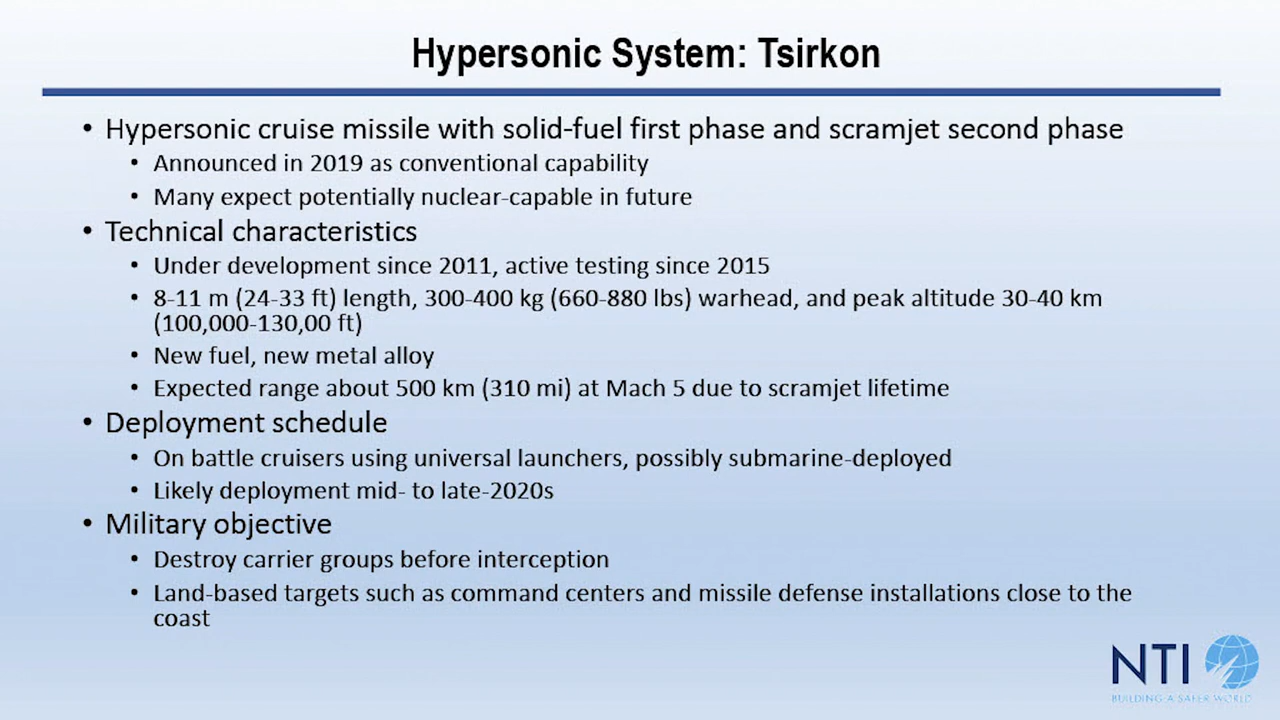 Hypersonic System: Tsirkon
• Hypersonic cruise missile with solid-fuel first phase and scramjet second phase
• Announced in 2019 as conventional capability
• Many expect potentially nuclear-capable in future
• Technical characteristics
• Under development since 2011, active testing since 2015
• 8-11 m (24-33 ft) length, 300-400 kg (660-880 lbs) warhead, and peak altitude 30-40 km
(100,000-130,00 ft)
• New fuel, new metal alloy
• Expected range about 500 km (310 mi) at Mach 5 due to scramjet lifetime
• Deployment schedule
• On battle cruisers using universal launchers, possibly submarine-deployed
• Likely deployment mid- to late-2020s
• Military objective
• Destroy carrier groups before interception
• Land-based targets such as command centers and missile defense installations close to the
coast
NTI
BUILDING A SAFER WORLD